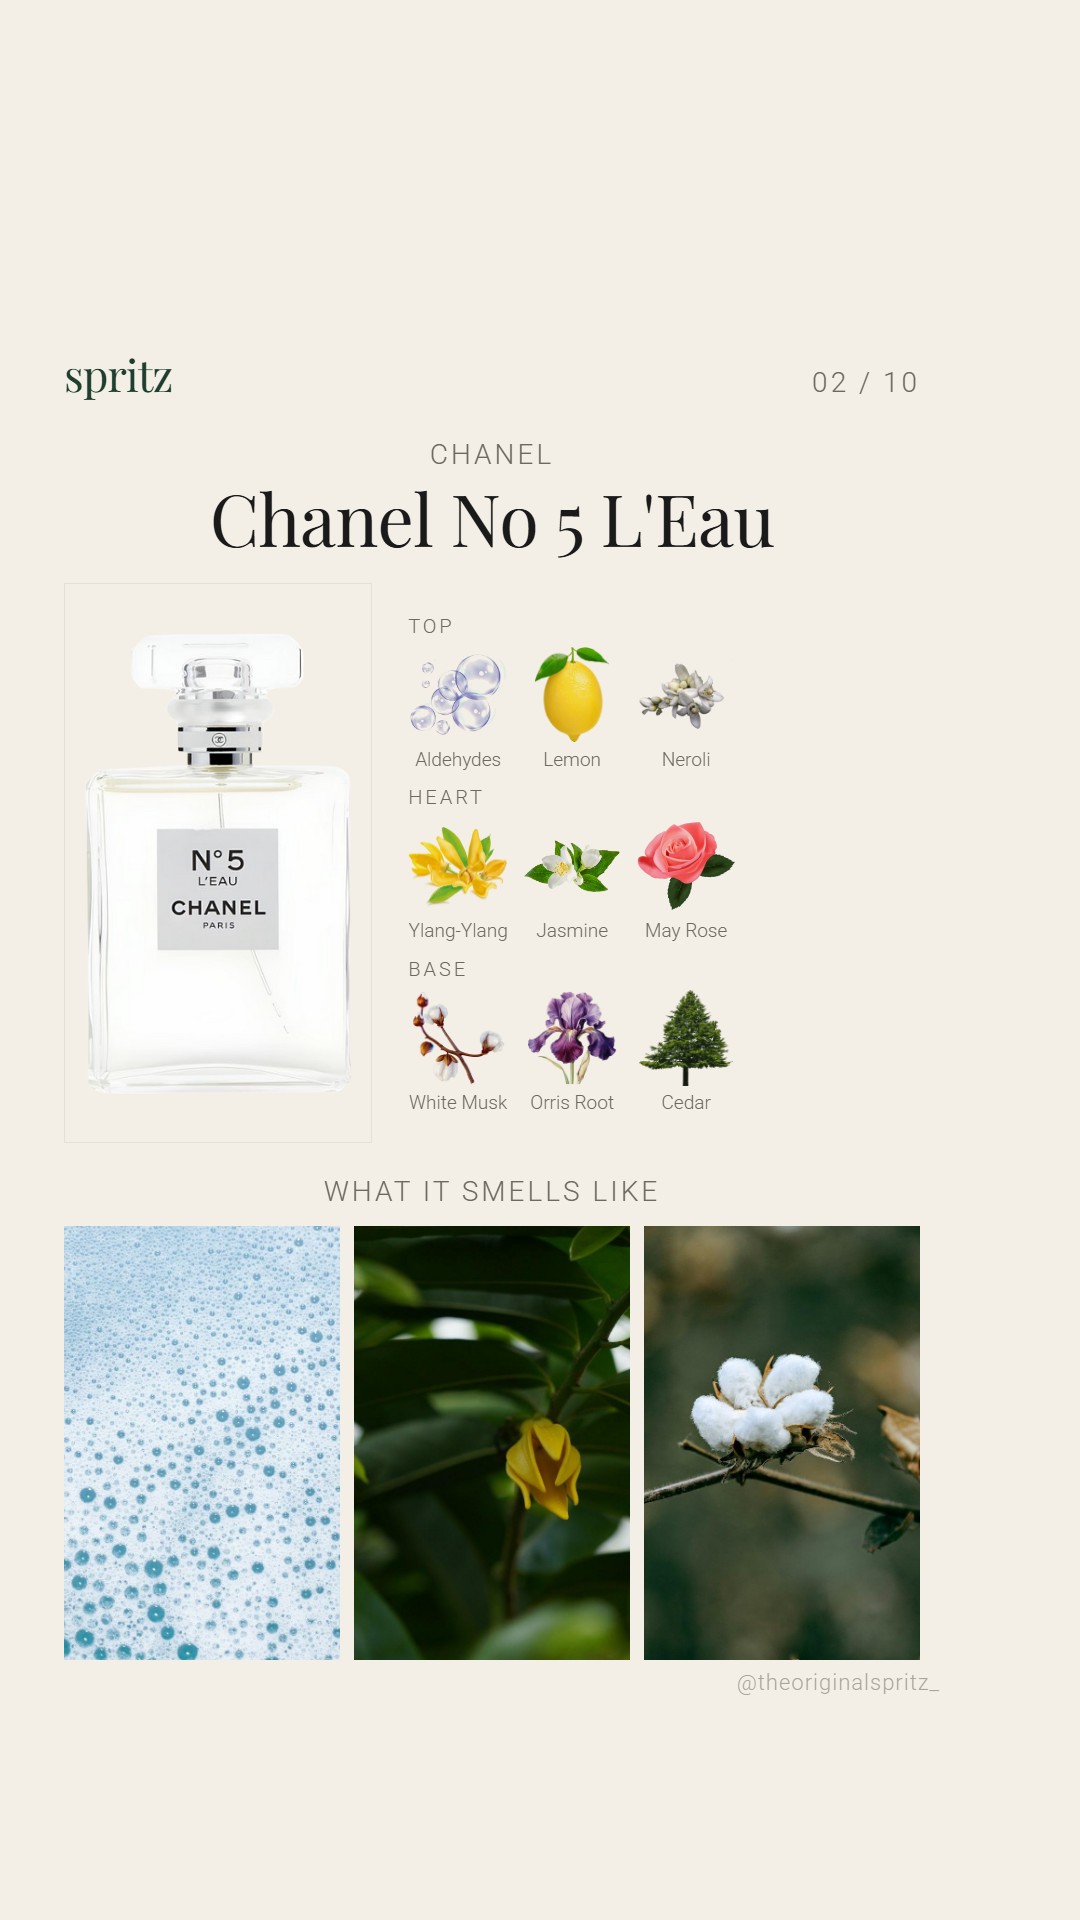 spritz
02 / 10
CHANEL
Chanel No 5 L'Eau
N°5
L'EAU
CHANEL
PARIS
TOP
Aldehydes Lemon Neroli
HEART
Ylang-Ylang Jasmine May Rose
BASE
White Musk Orris Root Cedar
WHAT IT SMELLS LIKE
@theoriginalspritz_